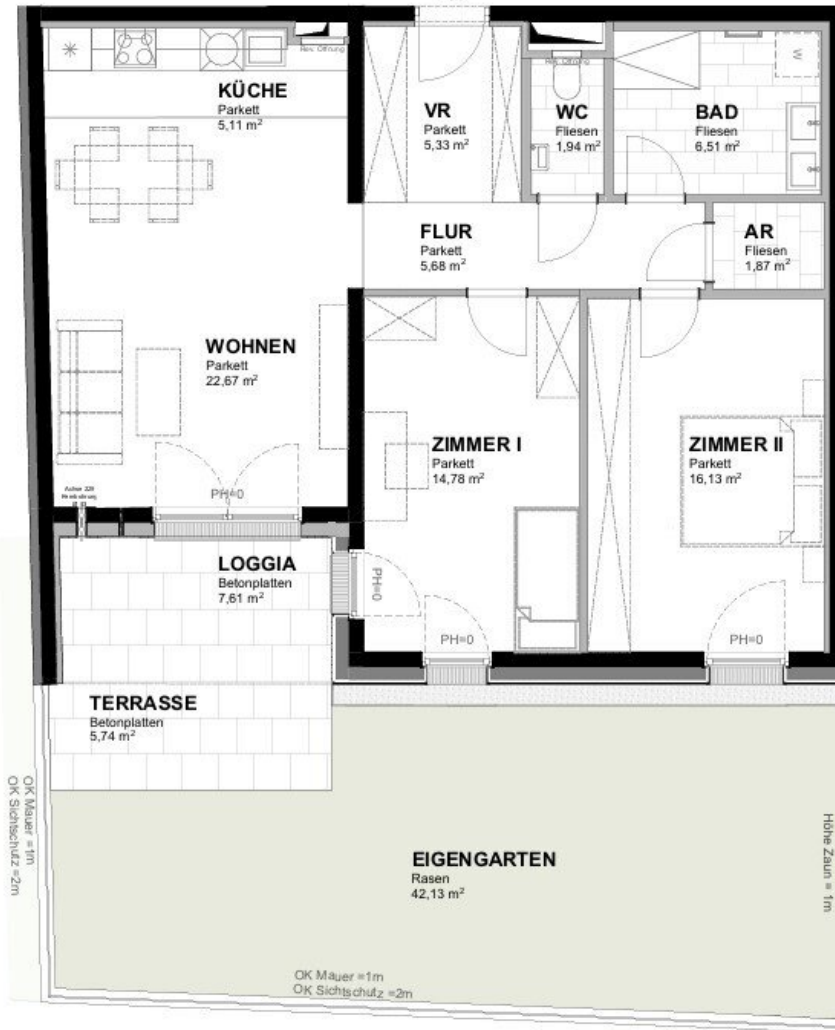 Rev. Öffnung
KÜCHE
Parkett
5,11 m²
VR
Parkett
5,33 m²
Rev. Öffnung
WC
Fliesen
1,94 m²
W
BAD
Fliesen
6,51 m²
FLUR
Parkett
5,68 m²
AR
Fliesen
1,87 m²
WOHNEN
Parkett
22,67 m²
ZIMMER I
Parkett
14,78 m²
ZIMMER II
Parkett
16,13 m²
PH=0
LOGGIA
Betonplatten
7,61 m²
PH=0
PH=0
PH=0
TERRASSE
Betonplatten
5,74 m²
OK Mauer =1m
OK Sichtschutz =2m
Höhe Zaun = 1m
EIGENGARTEN
Rasen
42,13 m²
OK Mauer =1m
OK Sichtschutz =2m